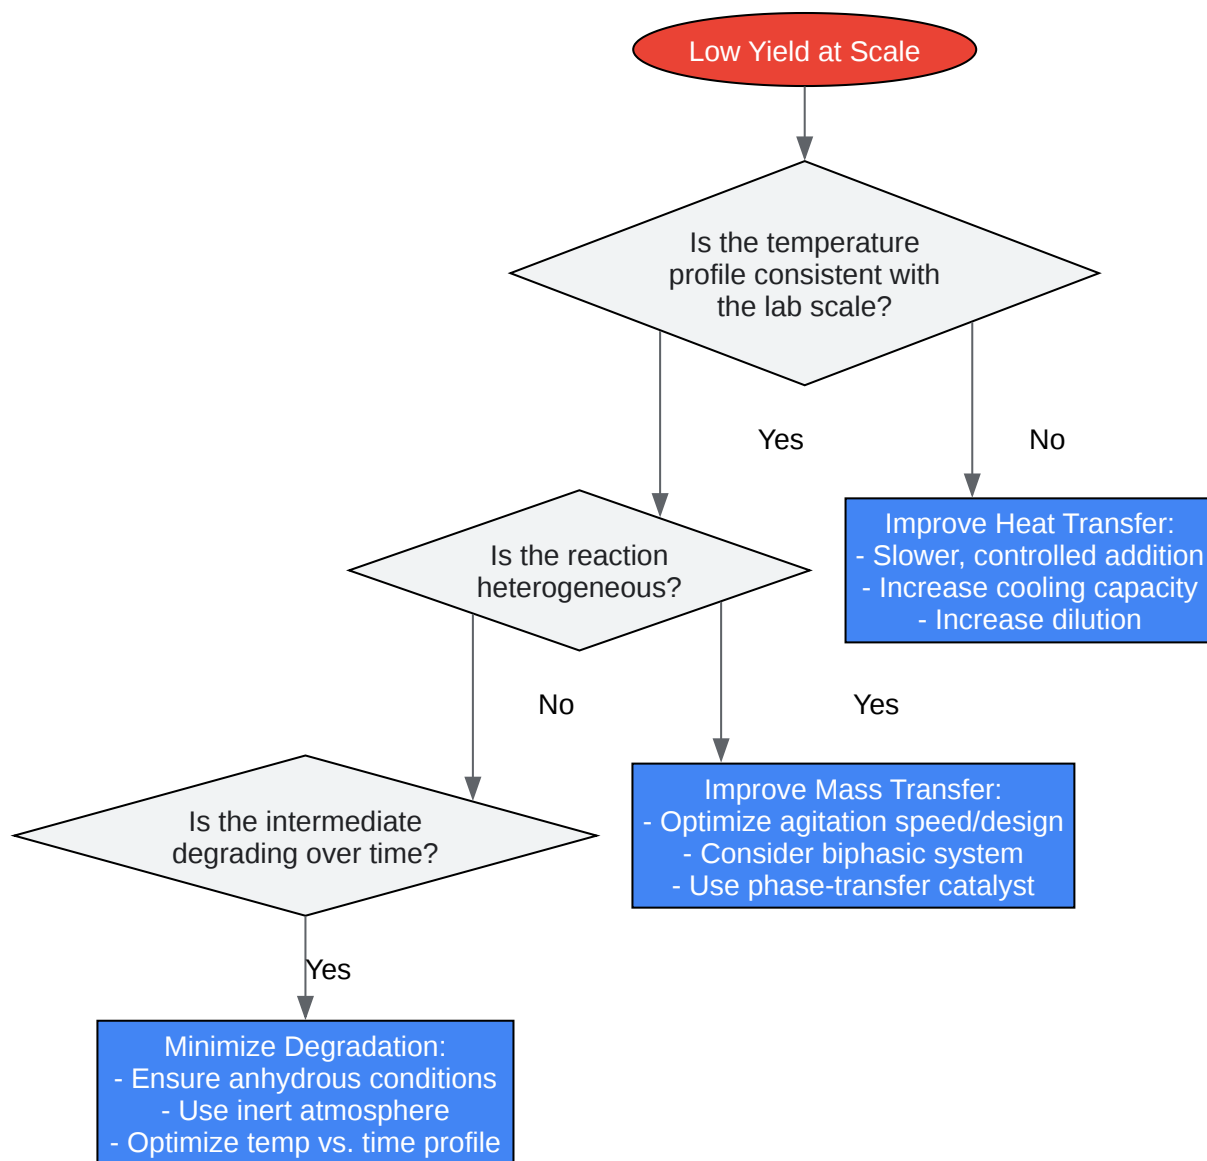 Low Yield at Scale
Is the temperature
profile consistent with
the lab scale?
Yes
No
Is the reaction
heterogeneous?
Improve Heat Transfer:
- Slower, controlled addition
- Increase cooling capacity
- Increase dilution
No
Yes
Is the intermediate
degrading over time?
Improve Mass Transfer:
- Optimize agitation speed/design
- Consider biphasic system
- Use phase-transfer catalyst
Yes
Minimize Degradation:
- Ensure anhydrous conditions
- Use inert atmosphere
- Optimize temp vs. time profile